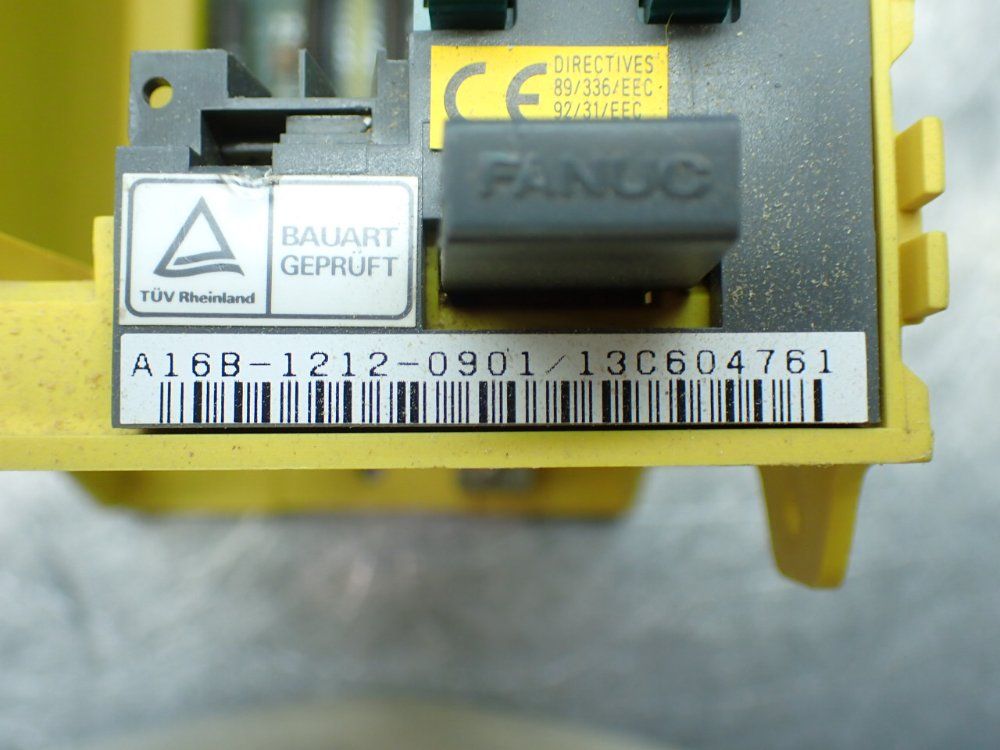 CE
DIRECTIVES
89/336/EEC
92/31/EEC
FANUC
TÜV Rheinland
BAUART
GEPRÜFT
A16B-1212-0901/13C604761